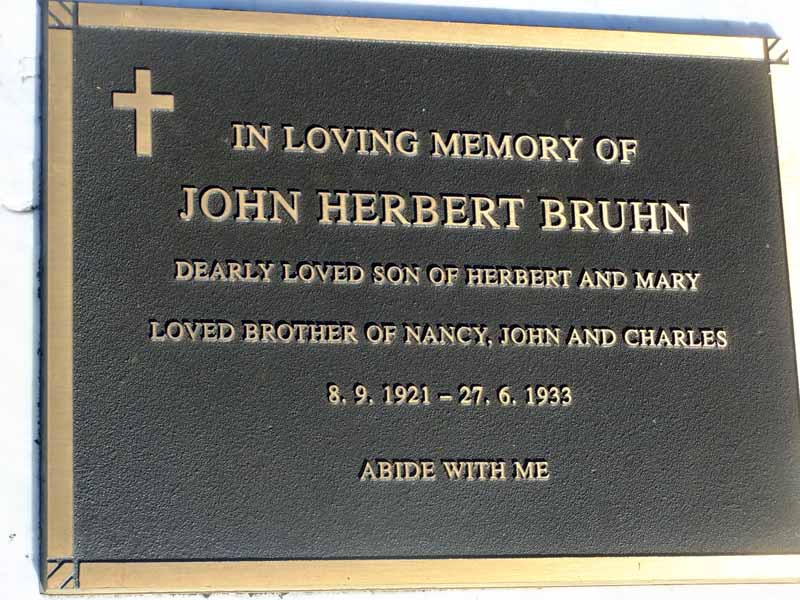 IN LOVING MEMORY OF
JOHN HERBERT BRUHN
DEARLY LOVED SON OF HERBERT AND MARY
LOVED BROTHER OF NANCY, JOHN AND CHARLES
8. 9. 1921 – 27. 6. 1933
ABIDE WITH ME